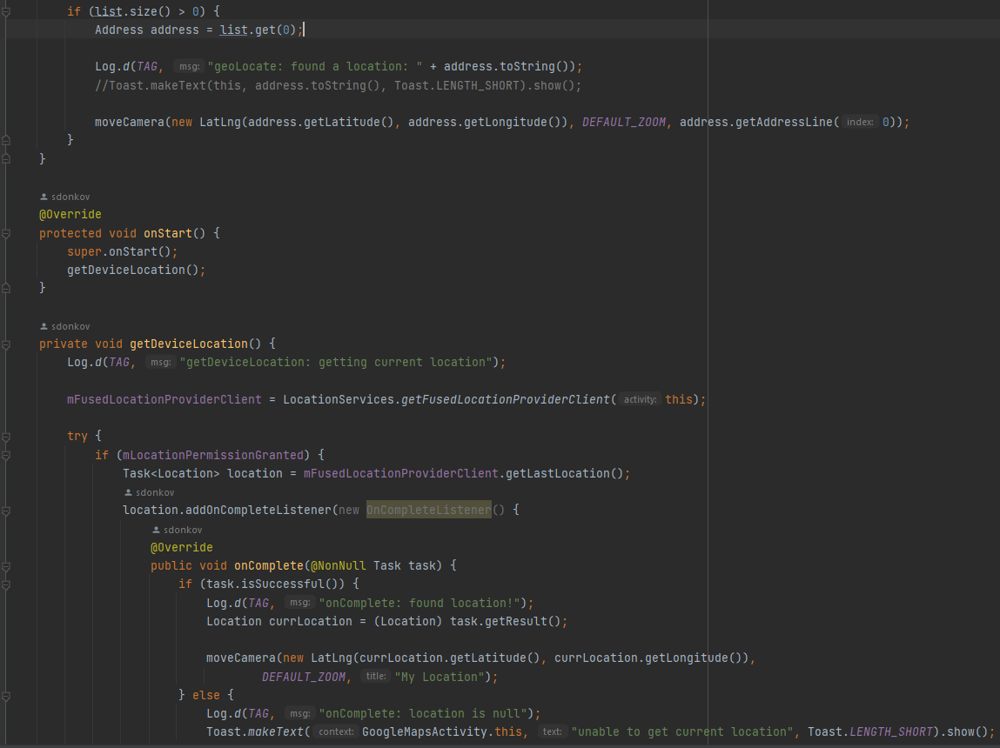 if (list.size() > 0) {
Address address = list.get(0);
Log.d(TAG, msg: "geoLocate: found a location: " + address.toString());
//Toast.makeText(this, address.toString(), Toast.LENGTH_SHORT).show();
moveCamera(new LatLng(address.getLatitude(), address.getLongitude()), DEFAULT_ZOOM, address.getAddressLine( index: 0));
}
}
sdonkov
@Override
protected void onStart() {
super.onStart();
getDeviceLocation();
}
sdonkov
private void getDeviceLocation() {
Log.d(TAG, msg: "getDeviceLocation: getting current location");
mFusedLocationProviderClient = LocationServices.getFusedLocationProviderClient( activity: this);
try {
if (mLocationPermissionGranted) {
Task<Location> location = mFusedLocationProviderClient.getLastLocation();
sdonkov
location.addOnCompleteListener(new OnCompleteListener() {
sdonkov
@Override
public void onComplete(@NonNull Task task) {
if (task.isSuccessful()) {
Log.d(TAG, msg: "onComplete: found location!");
Location currLocation = (Location) task.getResult();
moveCamera(new LatLng(currLocation.getLatitude(), currLocation.getLongitude()),
DEFAULT_ZOOM, title: "My Location");
} else {
Log.d(TAG, msg: "onComplete: location is null");
Toast.makeText( context: GoogleMapsActivity.this, text: "unable to get current location", Toast.LENGTH_SHORT).show();